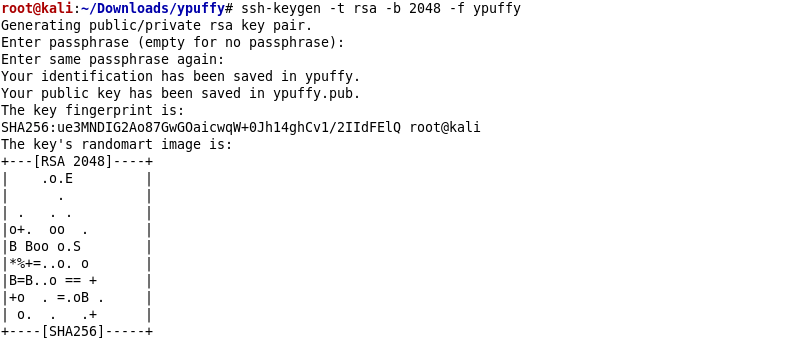 root@kali:~/Downloads/ypuffy# ssh-keygen -t rsa -b 2048 -f ypuffy
Generating public/private rsa key pair.
Enter passphrase (empty for no passphrase):
Enter same passphrase again:
Your identification has been saved in ypuffy.
Your public key has been saved in ypuffy.pub.
The key fingerprint is:
SHA256:ue3MNDIG2Ao87GwGOaicwqW+0Jh14ghCv1/2IIdFElQ root@kali
The key's randomart image is:
+---[RSA 2048]----+
|    .o.E         |
|      .          |
| .   . .         |
|o+.  oo  .       |
|B Boo o.S        |
|*%+=..o. o       |
|B=B..o == +      |
|+o  . =.oB .     |
| o.  .   .+      |
+----[SHA256]-----+